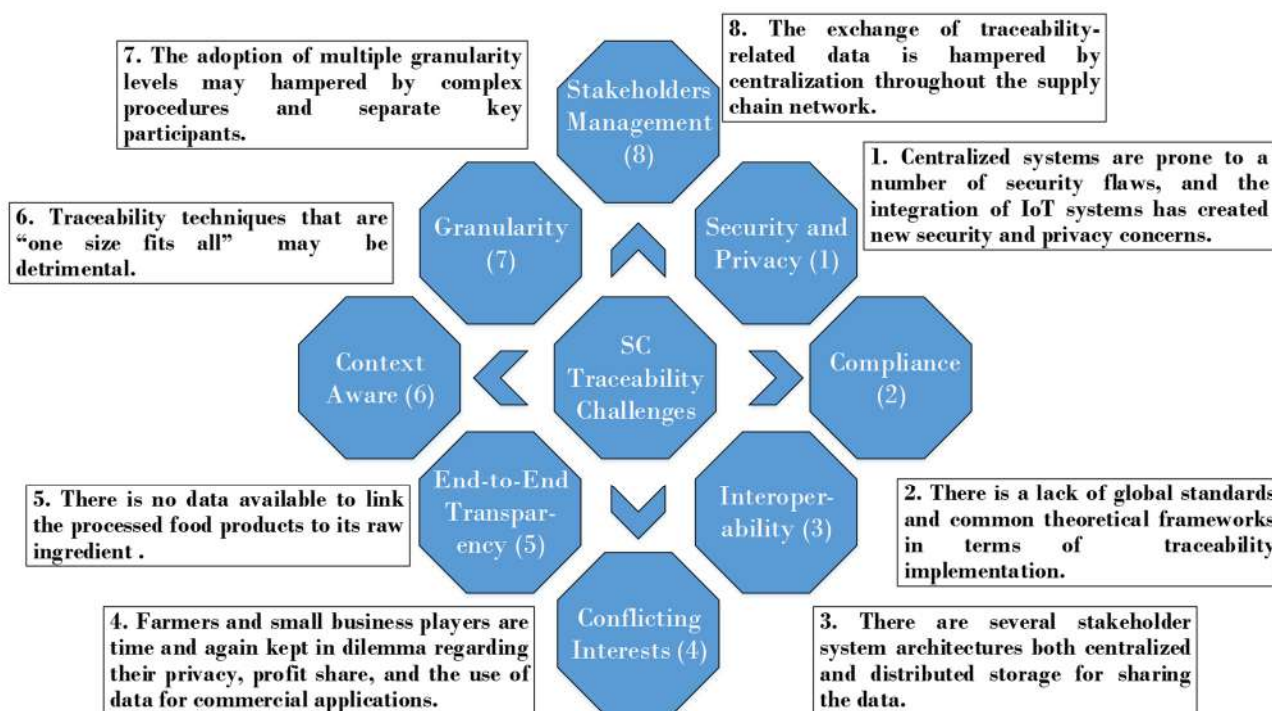 7. The adoption of multiple granularity
levels may hampered by complex
procedures and separate key
participants.
Stakeholders
Management
(8)
8. The exchange of traceability-
related data is hampered by
centralization throughout the supply
chain network.
6. Traceability techniques that are
“one size fits all” may be
detrimental.
Granularity
(7)
Security and
Privacy (1)
1. Centralized systems are prone to a
number of security flaws, and the
integration of IoT systems has created
new security and privacy concerns.
Context
Aware (6)
SC
Traceability
Challenges
Compliance
(2)
5. There is no data available to link
the processed food products to its raw
ingredient .
End-to-End
Transpar-
ency (5)
Interoper-
ability (3)
2. There is a lack of global standards
and common theoretical frameworks
in terms of traceability
implementation.
4. Farmers and small business players are
time and again kept in dilemma regarding
their privacy, profit share, and the use of
data for commercial applications.
Conflicting
Interests (4)
3. There are several stakeholder
system architectures both centralized
and distributed storage for sharing
the data.